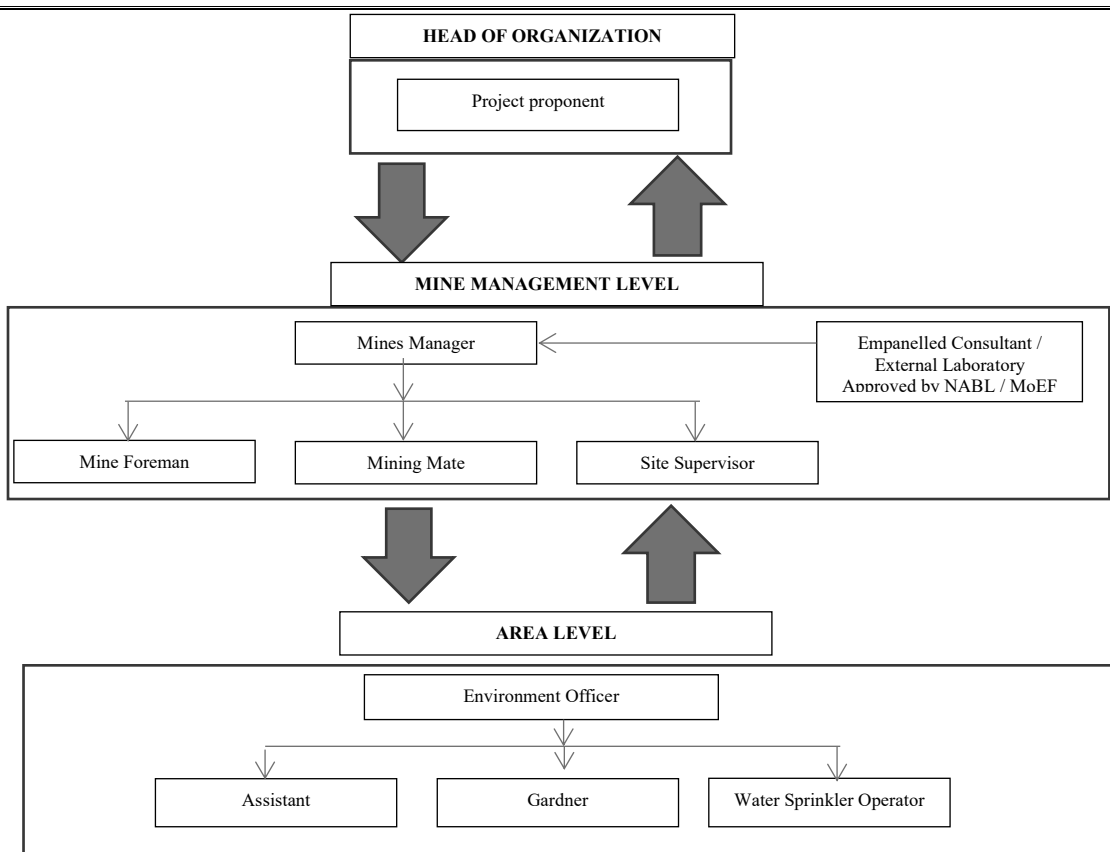 HEAD OF ORGANIZATION
Project proponent
MINE MANAGEMENT LEVEL
Mines Manager
Empanelled Consultant /
External Laboratory
Approved by NABL / MoEF
Mine Foreman
Mining Mate
Site Supervisor
AREA LEVEL
Environment Officer
Assistant
Gardner
Water Sprinkler Operator